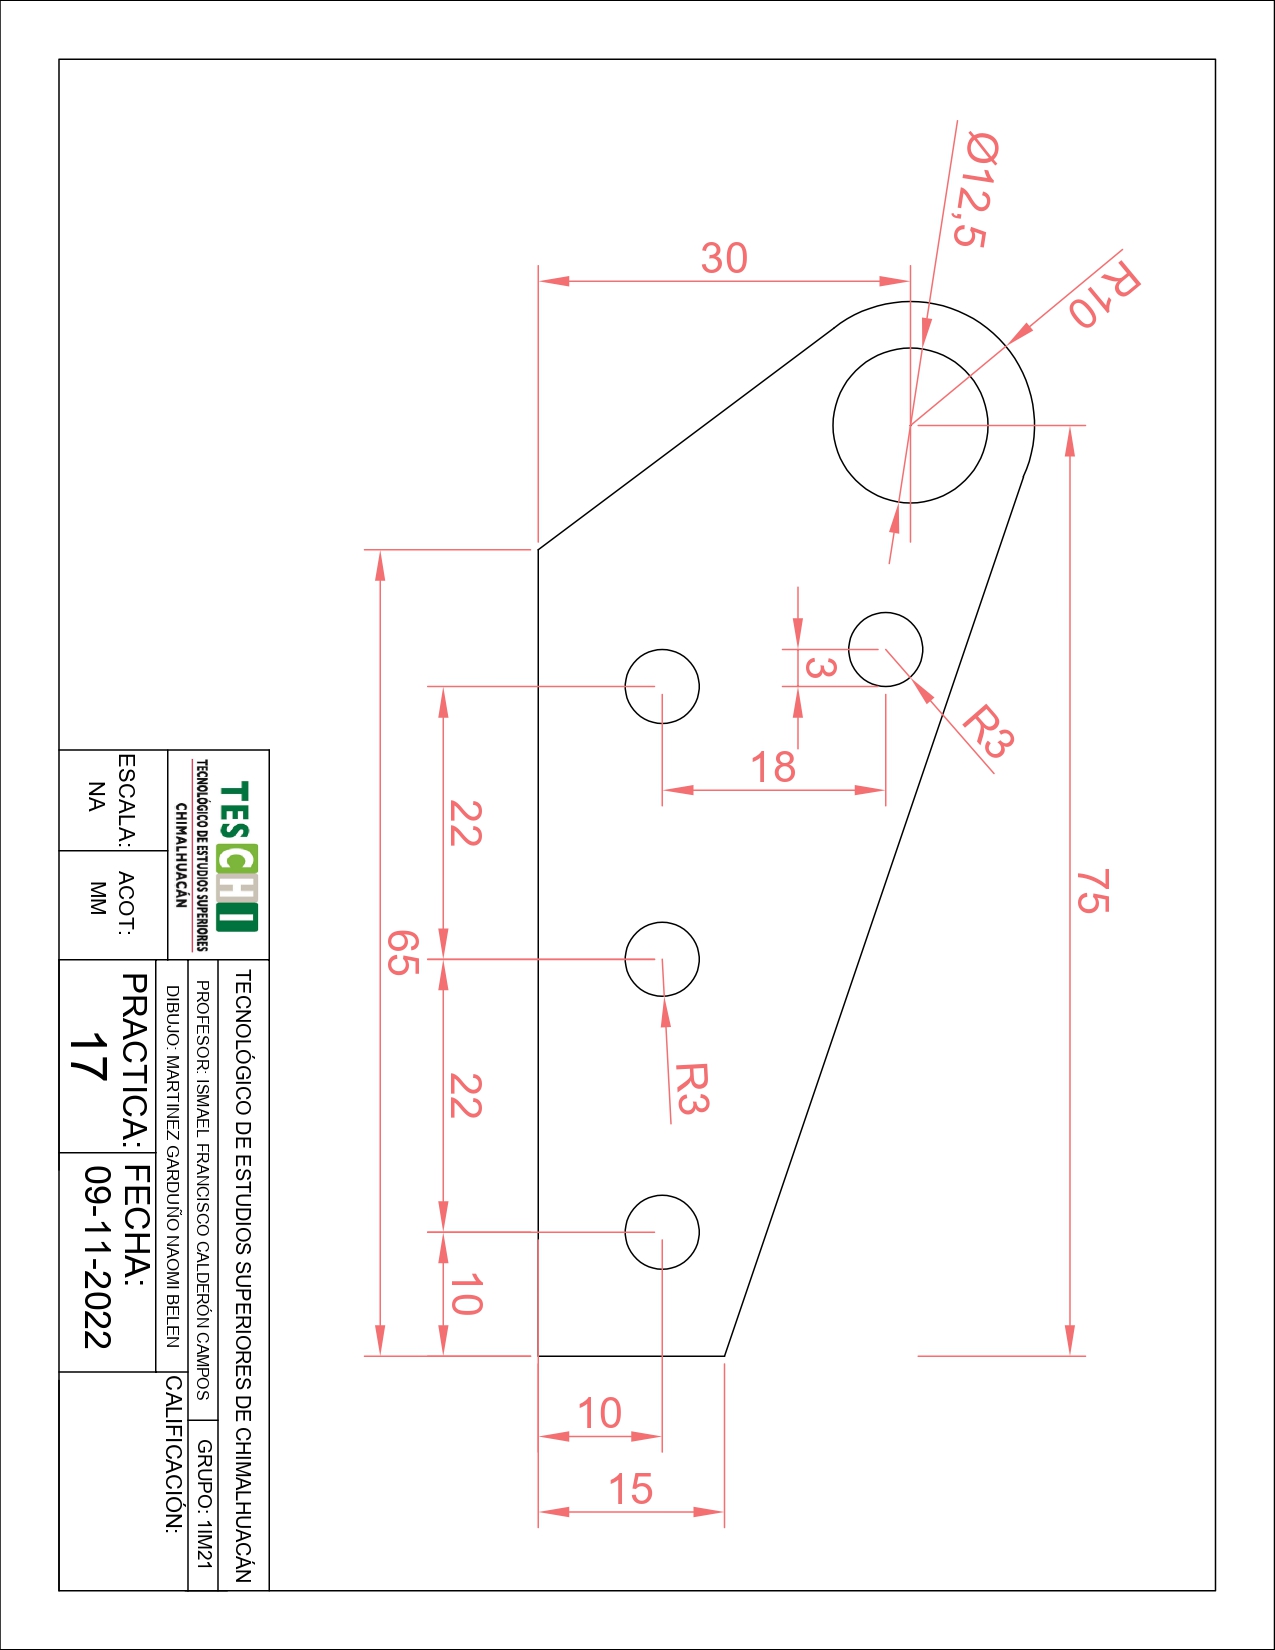 75
R10
R3
Ø12,5
3
18
30
R3
15
10
22
22
10
65
TESCHI
TECNOLÓGICO DE ESTUDIOS SUPERIORES
CHIMALHUACÁN
TECNOLÓGICO DE ESTUDIOS SUPERIORES DE CHIMALHUACÁN
PROFESOR: ISMAEL FRANCISCO CALDERÓN CAMPOS
GRUPO: 1IM21
DIBUJO: MARTINEZ GARDUÑO NAOMI BELEN
CALIFICACIÓN:
ESCALA:
NA
ACOT:
MM
PRACTICA:
17
FECHA:
09-11-2022